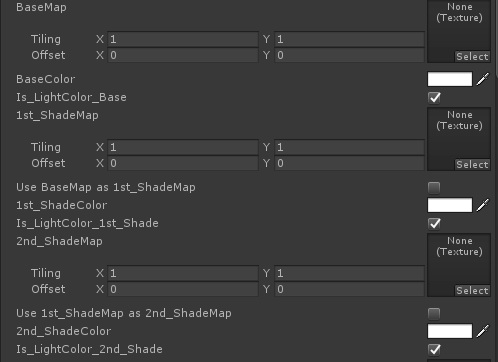 BaseMap
None
(Texture)
Tiling X 1 Y 1
Offset X 0 Y 0
Select
BaseColor
Is_LightColor_Base
1st_ShadeMap
None
(Texture)
Tiling X 1 Y 1
Offset X 0 Y 0
Select
Use BaseMap as 1st_ShadeMap
1st_ShadeColor
Is_LightColor_1st_Shade
2nd_ShadeMap
None
(Texture)
Tiling X 1 Y 1
Offset X 0 Y 0
Select
Use 1st_ShadeMap as 2nd_ShadeMap
2nd_ShadeColor
Is_LightColor_2nd_Shade